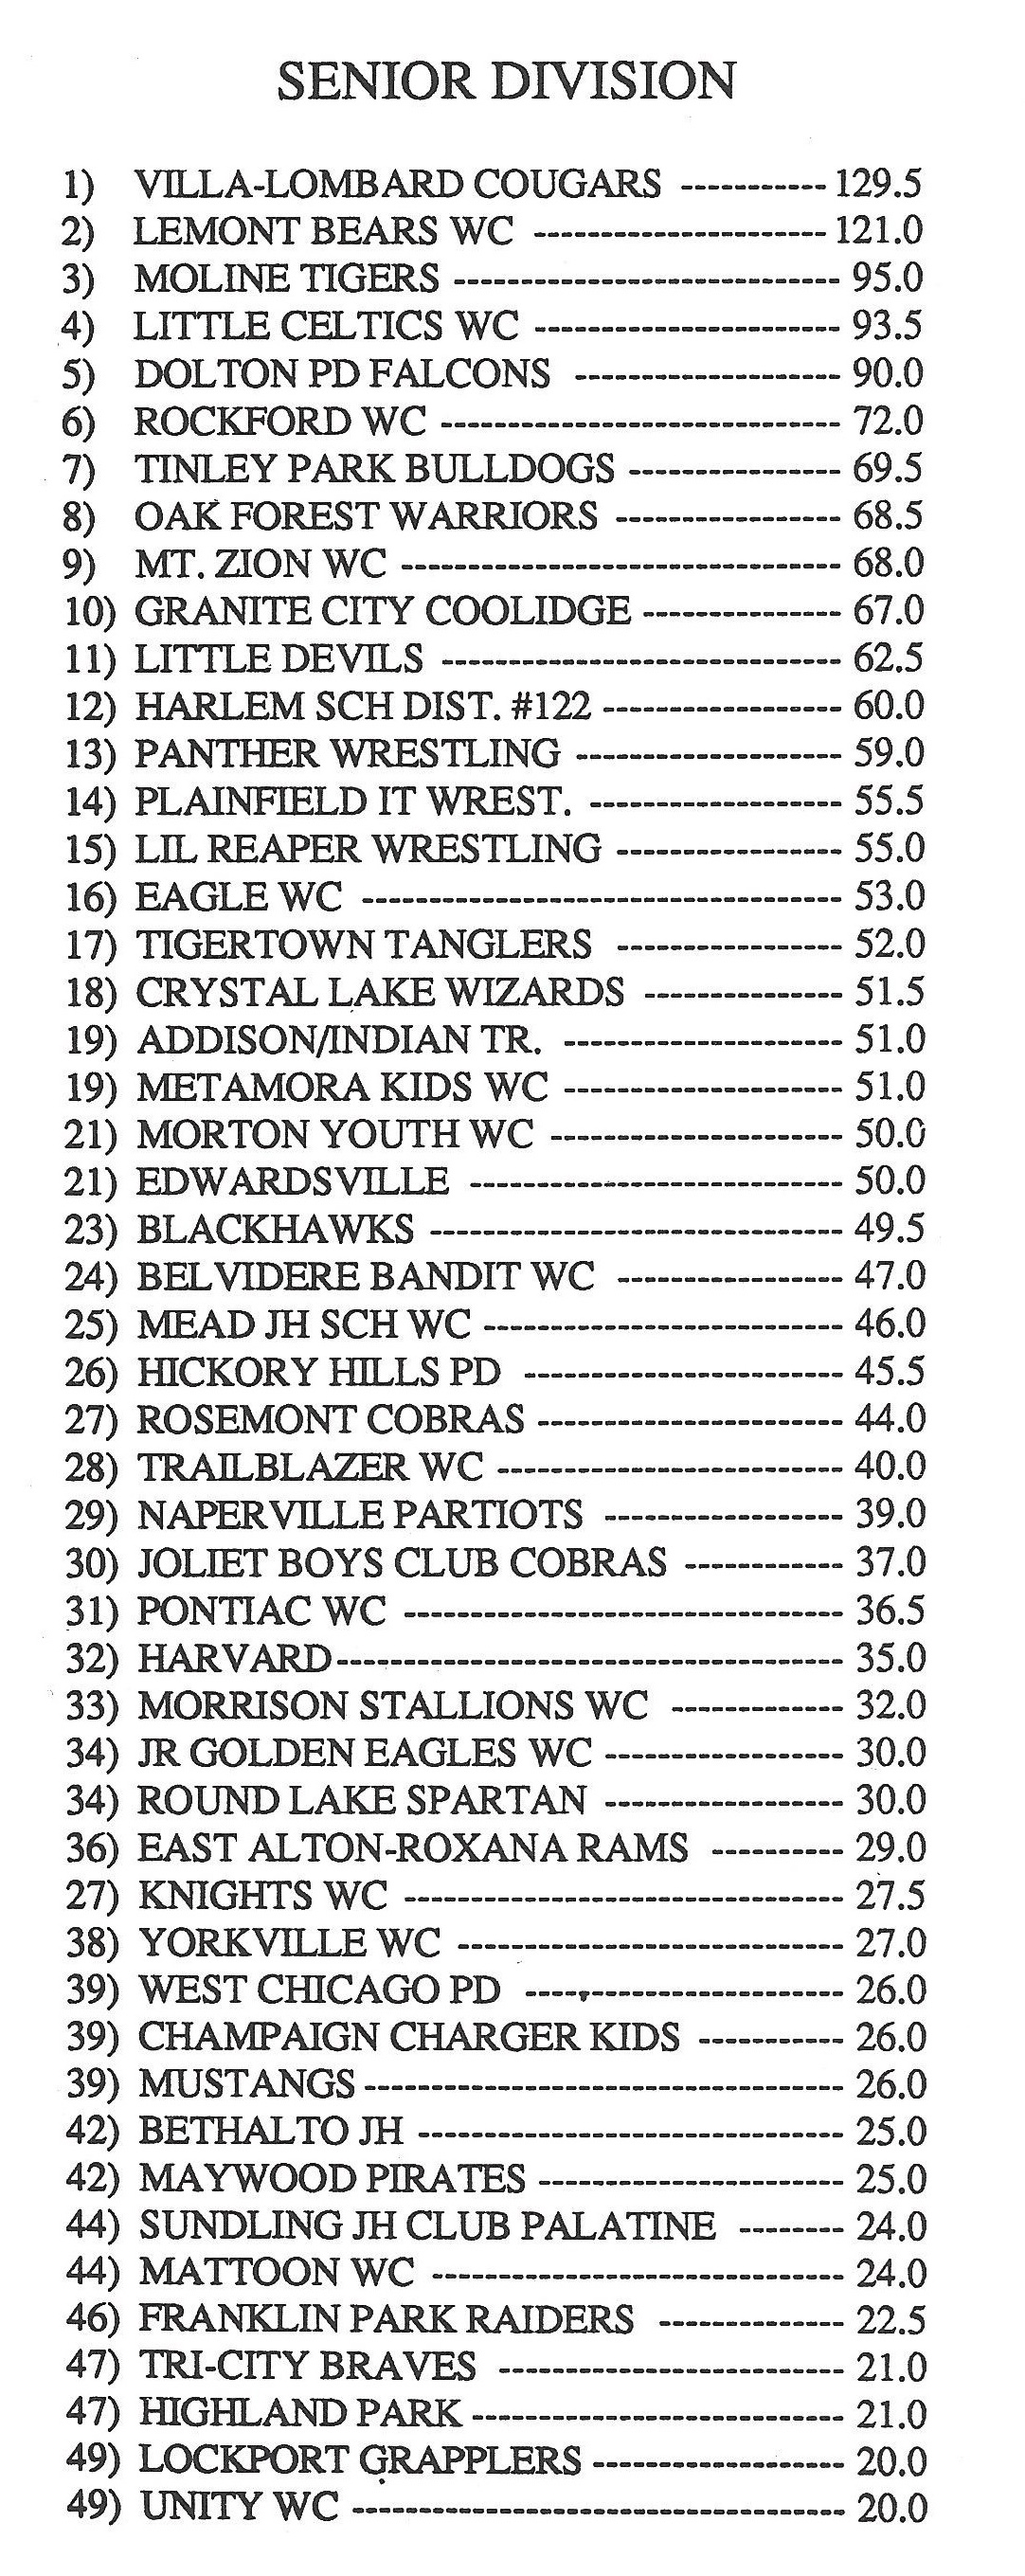 SENIOR DIVISION
1) VILLA-LOMBARD COUGARS ----------- 129.5
2) LEMONT BEARS WC ---------------------- 121.0
3) MOLINE TIGERS ----------------------------- 95.0
4) LITTLE CELTICS WC ----------------------- 93.5
5) DOLTON PD FALCONS -------------------- 90.0
6) ROCKFORD WC ------------------------------ 72.0
7) TINLEY PARK BULLDOGS ---------------- 69.5
8) OAK FOREST WARRIORS ----------------- 68.5
9) MT. ZION WC --------------------------------- 68.0
10) GRANITE CITY COOLIDGE --------------- 67.0
11) LITTLE DEVILS ------------------------------ 62.5
12) HARLEM SCH DIST. #122 ------------------ 60.0
13) PANTHER WRESTLING -------------------- 59.0
14) PLAINFIELD IT WREST. ------------------- 55.5
15) LIL REAPER WRESTLING ----------------- 55.0
16) EAGLE WC ------------------------------------ 53.0
17) TIGERTOWN TANGLERS ----------------- 52.0
18) CRYSTAL LAKE WIZARDS --------------- 51.5
19) ADDISON/INDIAN TR. --------------------- 51.0
19) METAMORA KIDS WC --------------------- 51.0
21) MORTON YOUTH WC ---------------------- 50.0
21) EDWARDSVILLE ---------------------------- 50.0
23) BLACKHAWKS ------------------------------- 49.5
24) BELVIDERE BANDIT WC ----------------- 47.0
25) MEAD JH SCH WC --------------------------- 46.0
26) HICKORY HILLS PD ------------------------ 45.5
27) ROSEMONT COBRAS ----------------------- 44.0
28) TRAILBLAZER WC -------------------------- 40.0
29) NAPERVILLE PARTIOTS ------------------ 39.0
30) JOLIET BOYS CLUB COBRAS ------------ 37.0
31) PONTIAC WC --------------------------------- 36.5
32) HARVARD-------------------------------------- 35.0
33) MORRISON STALLIONS WC ------------- 32.0
34) JR GOLDEN EAGLES WC ------------------ 30.0
34) ROUND LAKE SPARTAN ------------------ 30.0
36) EAST ALTON-ROXANA RAMS ---------- 29.0
27) KNIGHTS WC --------------------------------- 27.5
38) YORKVILLE WC ----------------------------- 27.0
39) WEST CHICAGO PD ------------------------ 26.0
39) CHAMPAIGN CHARGER KIDS ----------- 26.0
39) MUSTANGS ------------------------------------ 26.0
42) BETHALTO JH -------------------------------- 25.0
42) MAYWOOD PIRATES ----------------------- 25.0
44) SUNDLING JH CLUB PALATINE -------- 24.0
44) MATTOON WC ------------------------------- 24.0
46) FRANKLIN PARK RAIDERS -------------- 22.5
47) TRI-CITY BRAVES -------------------------- 21.0
47) HIGHLAND PARK ---------------------------- 21.0
49) LOCKPORT GRAPPLERS ------------------- 20.0
49) UNITY WC ------------------------------------- 20.0